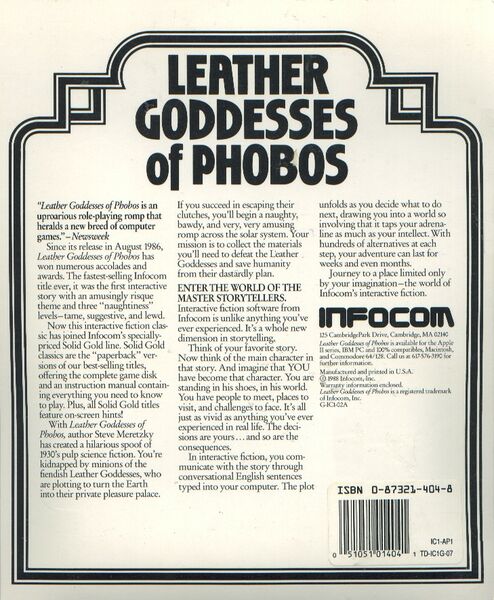 LEATHER
GODDESSES
of PHOBOS
"Leather Goddesses of Phobos is an
uproarious role-playing romp that
heralds a new breed of computer
games." – Newsweek
Since its release in August 1986,
Leather Goddesses of Phobos has
won numerous accolades and
awards. The fastest-selling Infocom
title ever, it was the first interactive
story with an amusingly risque
theme and three "naughtiness"
levels–tame, suggestive, and lewd.
Now this interactive fiction clas-
sic has joined Infocom's specially-
priced Solid Gold line. Solid Gold
classics are the "paperback" ver-
sions of our best-selling titles,
offering the complete game disk
and an instruction manual contain-
ing everything you need to know
to play. Plus, all Solid Gold titles
feature on-screen hints!
With Leather Goddesses of
Phobos, author Steve Meretzky
has created a hilarious spoof of
1930's pulp science fiction. You're
kidnapped by minions of the
fiendish Leather Goddesses, who
are plotting to turn the Earth
into their private pleasure palace.
If you succeed in escaping their
clutches, you'll begin a naughty,
bawdy, and very, very amusing
romp across the solar system. Your
mission is to collect the materials
you'll need to defeat the Leather
Goddesses and save humanity
from their dastardly plan.
ENTER THE WORLD OF THE
MASTER STORYTELLERS.
Interactive fiction software from
Infocom is unlike anything you've
ever experienced. It's a whole new
dimension in storytelling.
Think of your favorite story.
Now think of the main character in
that story. And imagine that YOU
have become that character. You are
standing in his shoes, in his world.
You have people to meet, places to
visit, and challenges to face. It's all
just as vivid as anything you've ever
experienced in real life. The deci-
sions are yours...and so are the
consequences.
In interactive fiction, you com-
municate with the story through
conversational English sentences
typed into your computer. The plot
unfolds as you decide what to do
next, drawing you into a world so
involving that it taps your adrena-
line as much as your intellect. With
hundreds of alternatives at each
step, your adventure can last for
weeks and even months.
Journey to a place limited only
by your imagination–the world of
Infocom's interactive fiction.
INFOCOM
125 CambridgePark Drive, Cambridge, MA 02140
Leather Goddesses of Phobos is available for the Apple
II series, IBM PC and 100% compatibles, Macintosh,
and Commodore 64/128. Call us at 617-576-3190 for
further information.
Manufactured and printed in U.S.A.
© 1988 Infocom, Inc.
Warranty information enclosed.
Leather Goddesses of Phobos is a registered trademark
of Infocom, Inc.
G-IC1-02A
ISBN 0-87321-404-8
IC1-AP1
0 51051 01404 1 TD-IC1G-07